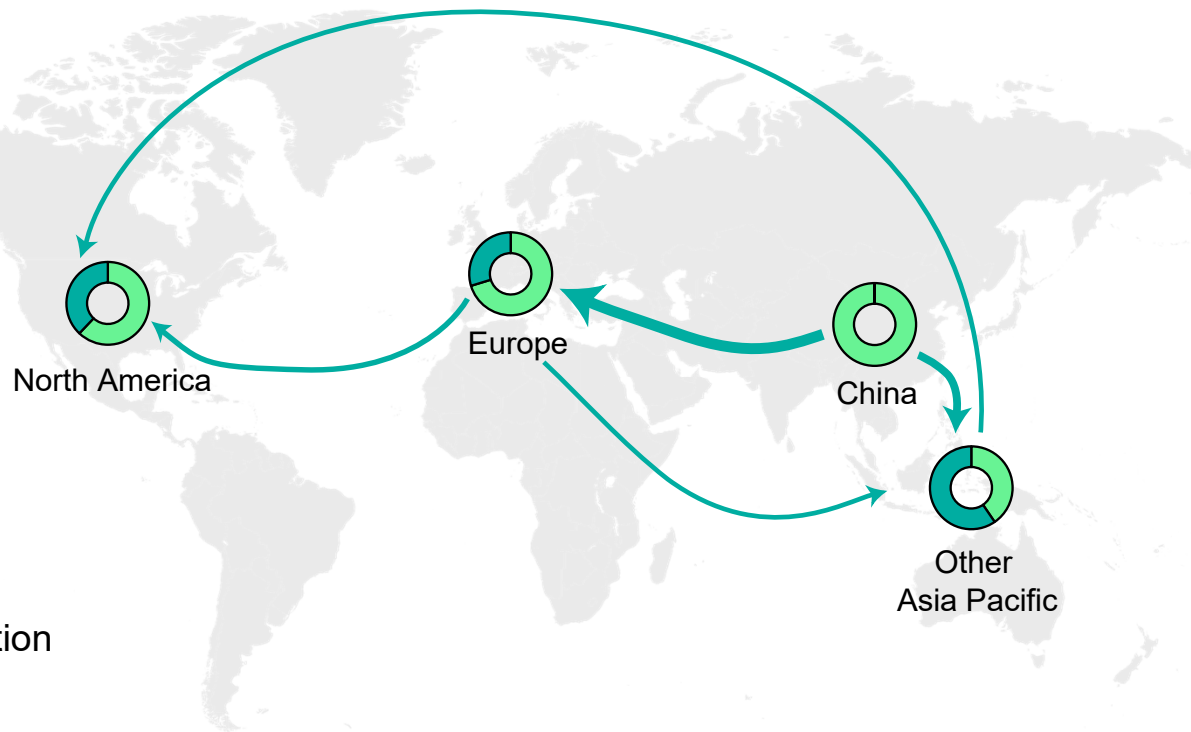 Europe
North America
China
Other
Asia Pacific
tion